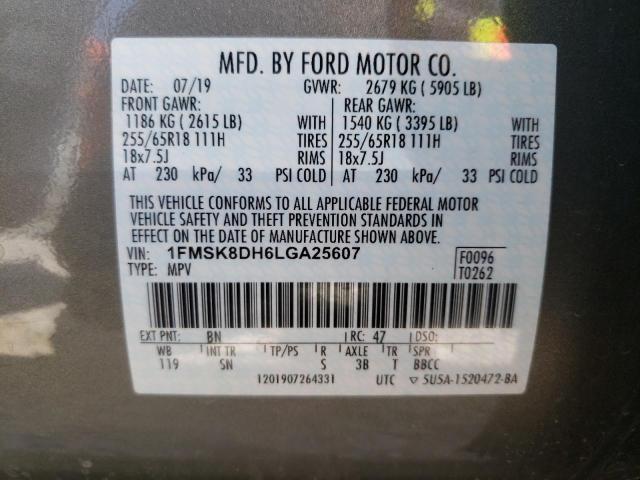 MFD. BY FORD MOTOR CO.
DATE: 07/19 GVWR: 2679 KG ( 5905 LB)
FRONT GAWR: REAR GAWR:
1186 KG ( 2615 LB) WITH 1540 KG ( 3395 LB) WITH
255/65R18 111H TIRES 255/65R18 111H TIRES
18x7.5J RIMS 18x7.5J RIMS
AT 230 kPa/ 33 PSI COLD AT 230 kPa/ 33 PSI COLD
THIS VEHICLE CONFORMS TO ALL APPLICABLE FEDERAL MOTOR
VEHICLE SAFETY AND THEFT PREVENTION STANDARDS IN
EFFECT ON THE DATE OF MANUFACTURE SHOWN ABOVE.
VIN: 1FMSK8DH6LGA25607 F0096
TYPE: MPV T0262
EXT PNT: BN RC: 47 DSO:
WB INT TR TP/PS R AXLE TR SPR
119 SN S 3B T BBCC
1201907264331 UTC 5U5A-1520472-BA